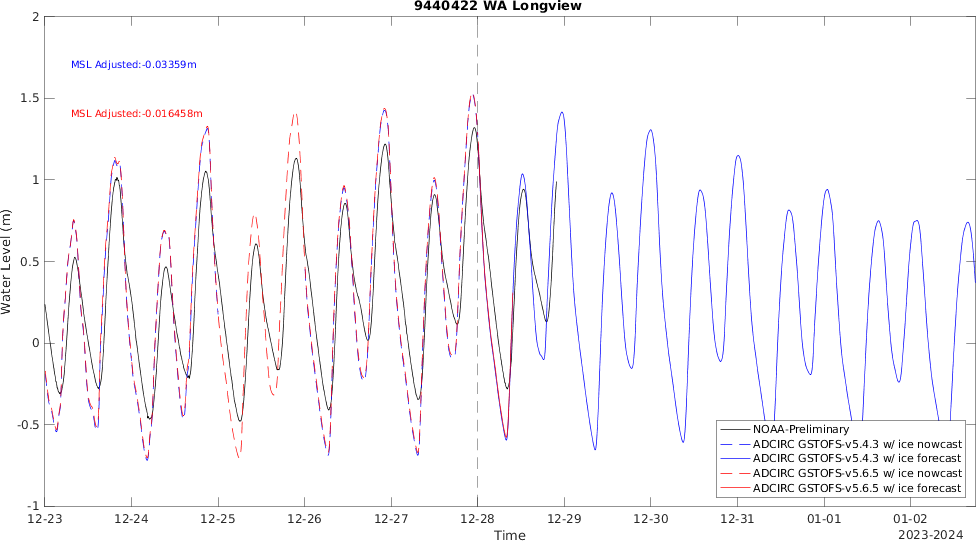 9440422 WA Longview
2
1.5
1
0.5
0
-0.5
-1
Water Level (m)
MSL Adjusted:-0.03359m
MSL Adjusted:-0.016458m
NOAA-Preliminary
ADCIRC GSTOFS-v5.4.3 w/ ice nowcast
ADCIRC GSTOFS-v5.4.3 w/ ice forecast
ADCIRC GSTOFS-v5.6.5 w/ ice nowcast
ADCIRC GSTOFS-v5.6.5 w/ ice forecast
12-23 12-24 12-25 12-26 12-27 12-28 12-29 12-30 12-31 01-01 01-02
Time
2023-2024